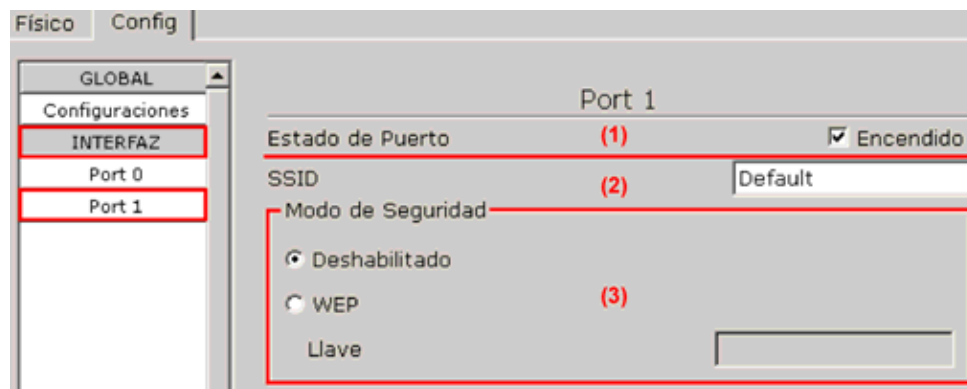 Físico Config
GLOBAL
Configuraciones
INTERFAZ
Port 0
Port 1
Port 1
Estado de Puerto (1) Encendido
SSID (2) Default
Modo de Seguridad
Deshabilitado
WEP (3)
Llave